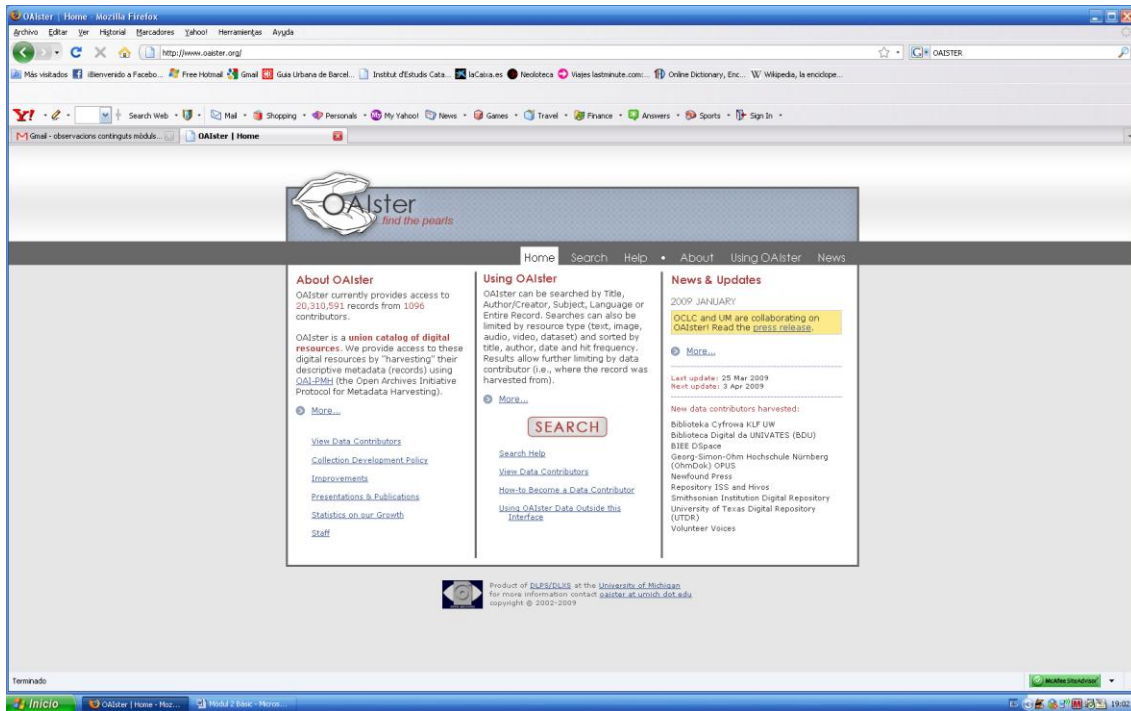 OAIster | Home - Mozilla Firefox
Archivo Editar Ver Historial Marcadores Yahoo! Herramientas Ayuda
http://www.oaister.org/
OAISTER
Más visitados iBienvenido a Facebo... Free Hotmail Gmail Guia Urbana de Barcel... Institut d'Estudis Cata... laCaixa.es Neoloteca Viajes lastminute.com:... Online Dictionary, Enc... Wikipedia, la enciclope...
Y! Search Web Mail Shopping Personals My Yahoo! News Games Travel Finance Answers Sports Sign In
Gmail - observacions continguts mòduls... OAIster | Home
OAIster
find the pearls
Home Search Help • About Using OAIster News
About OAIster
OAIster currently provides access to
20,310,591 records from 1096
contributors.
OAIster is a union catalog of digital
resources. We provide access to these
digital resources by "harvesting" their
descriptive metadata (records) using
OAI-PMH (the Open Archives Initiative
Protocol for Metadata Harvesting).
More...
View Data Contributors
Collection Development Policy
Improvements
Presentations & Publications
Statistics on our Growth
Staff
Using OAIster
OAIster can be searched by Title,
Author/Creator, Subject, Language or
Entire Record. Searches can also be
limited by resource type (text, image,
audio, video, dataset) and sorted by
title, author, date and hit frequency.
Results allow further limiting by data
contributor (i.e., where the record was
harvested from).
More...
SEARCH
Search Help
View Data Contributors
How-to Become a Data Contributor
Using OAIster Data Outside this
Interface
News & Updates
2009 JANUARY
OCLC and UM are collaborating on
OAIster! Read the press release.
More...
Last update: 25 Mar 2009
Next update: 3 Apr 2009
New data contributors harvested:
Biblioteka Cyfrowa KLF UW
Biblioteca Digital da UNIVATES (BDU)
BIEE DSpace
Georg-Simon-Ohm Hochschule Nürnberg
(OhmDok) OPUS
Newfound Press
Repository ISS and Hivos
Smithsonian Institution Digital Repository
University of Texas Digital Repository
(UTDR)
Volunteer Voices
Product of DLPS/DLXS at the University of Michigan
for more information contact oaister at umich dot edu
copyright © 2002-2009
Terminado
McAfee SiteAdvisor
Inicio OAIster | Home - Moz... Mòdul 2 Bàsic - Micros... ES 19:02